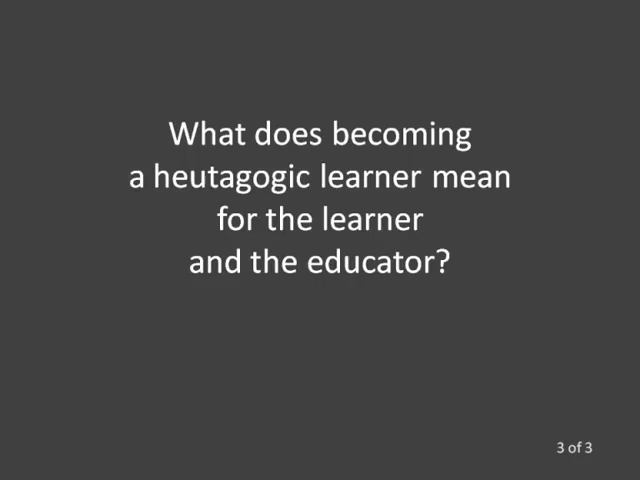 What does becoming
a heutagogic learner mean
for the learner
and the educator?
3 of 3